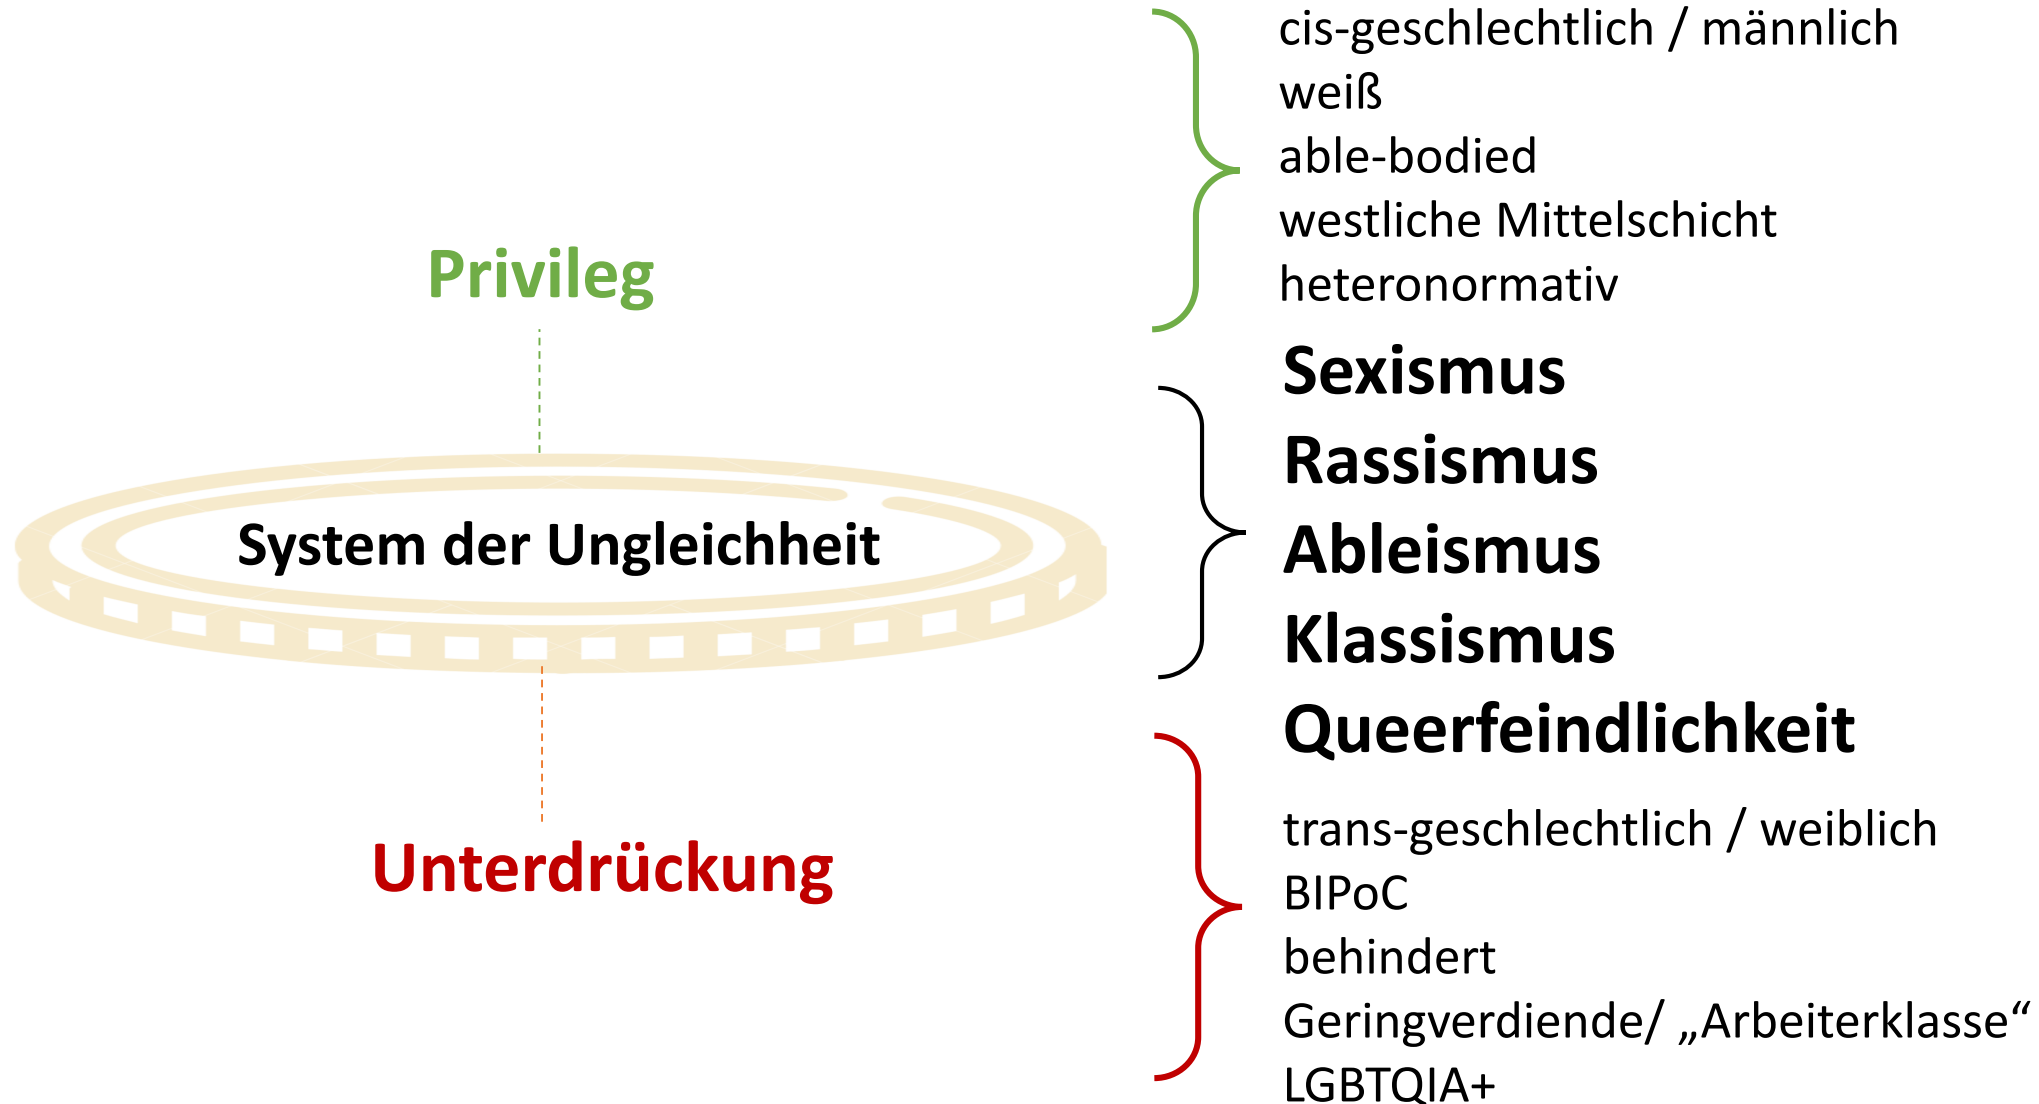 Privileg
System der Ungleichheit
Unterdrückung
cis-geschlechtlich / männlich
weiß
able-bodied
westliche Mittelschicht
heteronormativ
Sexismus
Rassismus
Ableismus
Klassismus
Queerfeindlichkeit
trans-geschlechtlich / weiblich
BIPoC
behindert
Geringverdiende/ „Arbeiterklasse“
LGBTQIA+